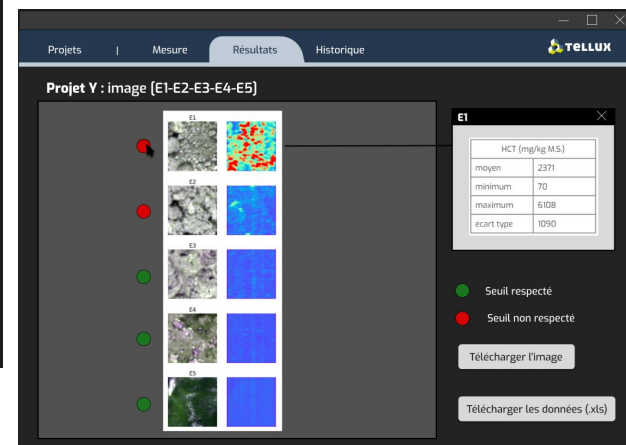 Projets | Mesure Résultats Historique
TELLUX
Projet Y : image [E1-E2-E3-E4-E5]
E1
E2
E3
E4
E5
E1
HCT (mg/kg M.S.)
moyen 2371
minimum 70
maximum 6108
écart type 1090
Seuil respecté
Seuil non respecté
Télécharger l'image
Télécharger les données (.xls)